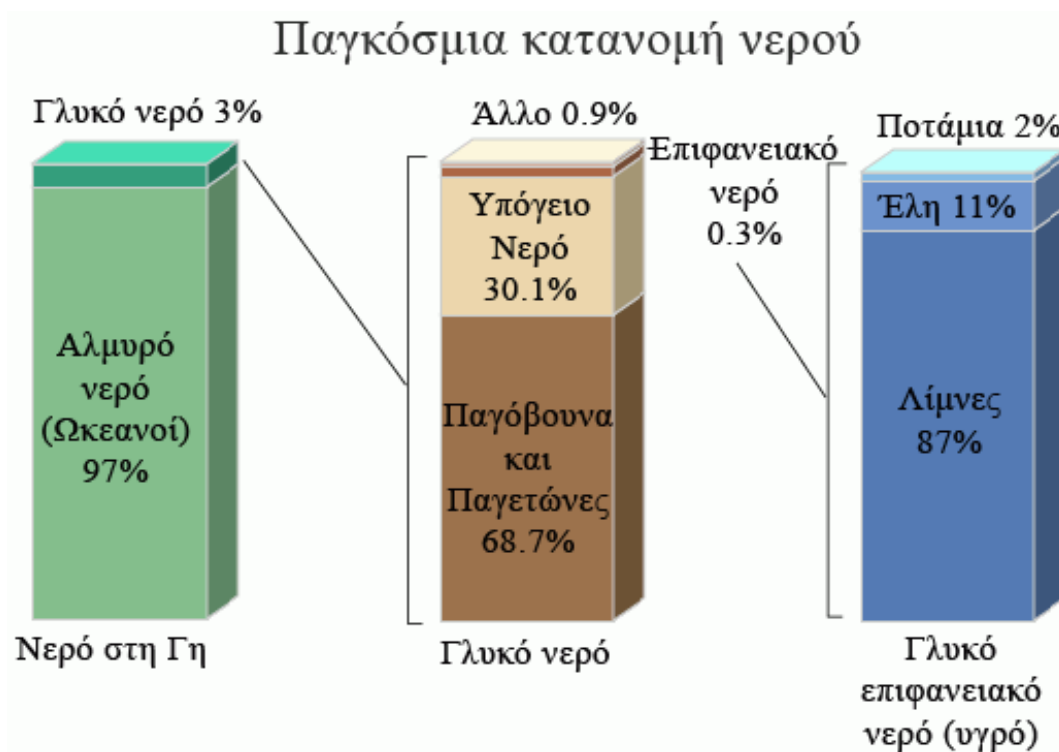 Παγκόσμια κατανομή νερού
Γλυκό νερό 3%
Αλμυρό
νερό
(Ωκεανοί)
97%
Νερό στη Γη
Άλλο 0.9%
Επιφανειακό
νερό
0.3%
Υπόγειο
Νερό
30.1%
Παγόβουνα
και
Παγετώνες
68.7%
Γλυκό νερό
Ποτάμια 2%
Έλη 11%
Λίμνες
87%
Γλυκό
επιφανειακό
νερό (υγρό)